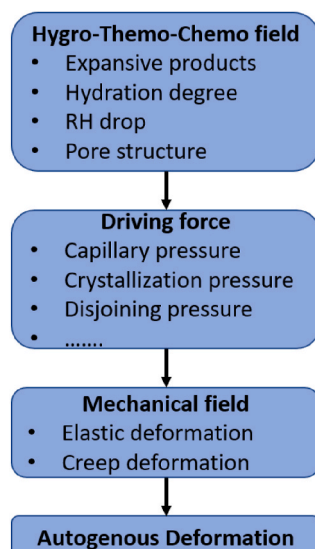 Hygro-Themo-Chemo field
• Expansive products
• Hydration degree
• RH drop
• Pore structure
Driving force
• Capillary pressure
• Crystallization pressure
• Disjoining pressure
• .......
Mechanical field
• Elastic deformation
• Creep deformation
Autogenous Deformation